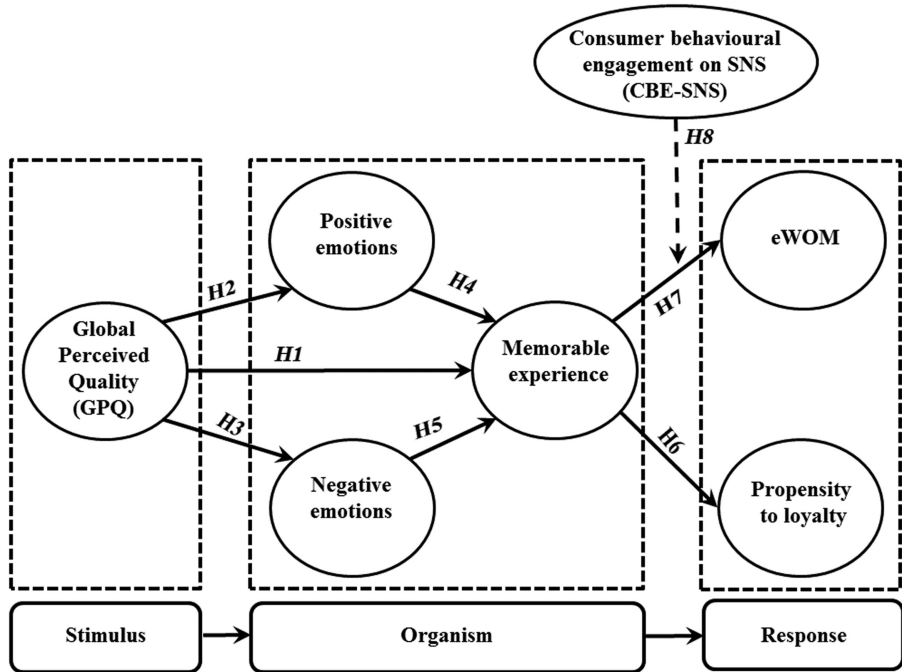 Consumer behavioural
engagement on SNS
(CBE-SNS)
H8
Positive
emotions
eWOM
H2
H4
H7
Global
Perceived
Quality
(GPQ)
H1
Memorable
experience
H3
H5
H6
Negative
emotions
Propensity
to loyalty
Stimulus
Organism
Response